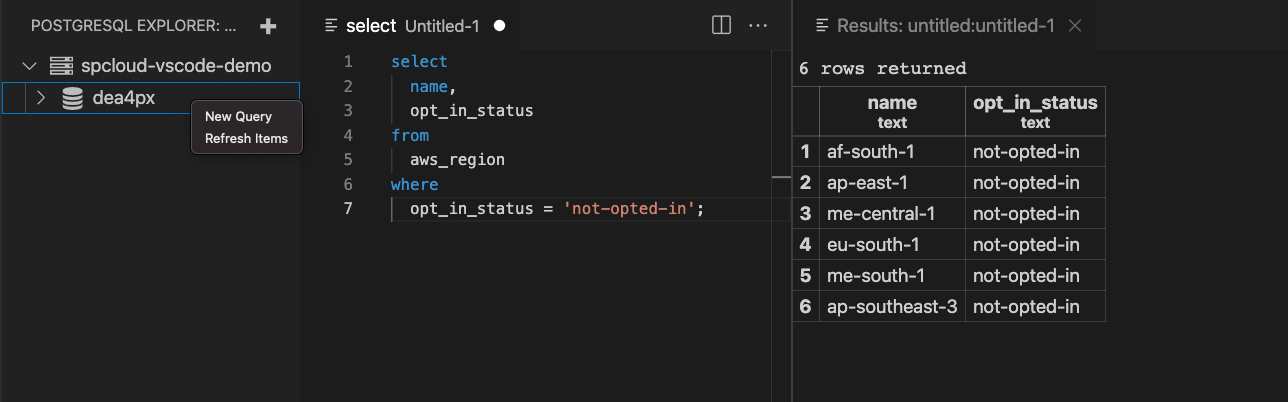 POSTGRESQL EXPLORER: ...
spcloud-vscode-demo
dea4px
New Query
Refresh Items
select Untitled-1
1 select
2 name,
3 opt_in_status
4 from
5 aws_region
6 where
7 opt_in_status = 'not-opted-in';
Results: untitled:untitled-1
6 rows returned
name opt_in_status
text text
1 af-south-1 not-opted-in
2 ap-east-1 not-opted-in
3 me-central-1 not-opted-in
4 eu-south-1 not-opted-in
5 me-south-1 not-opted-in
6 ap-southeast-3 not-opted-in